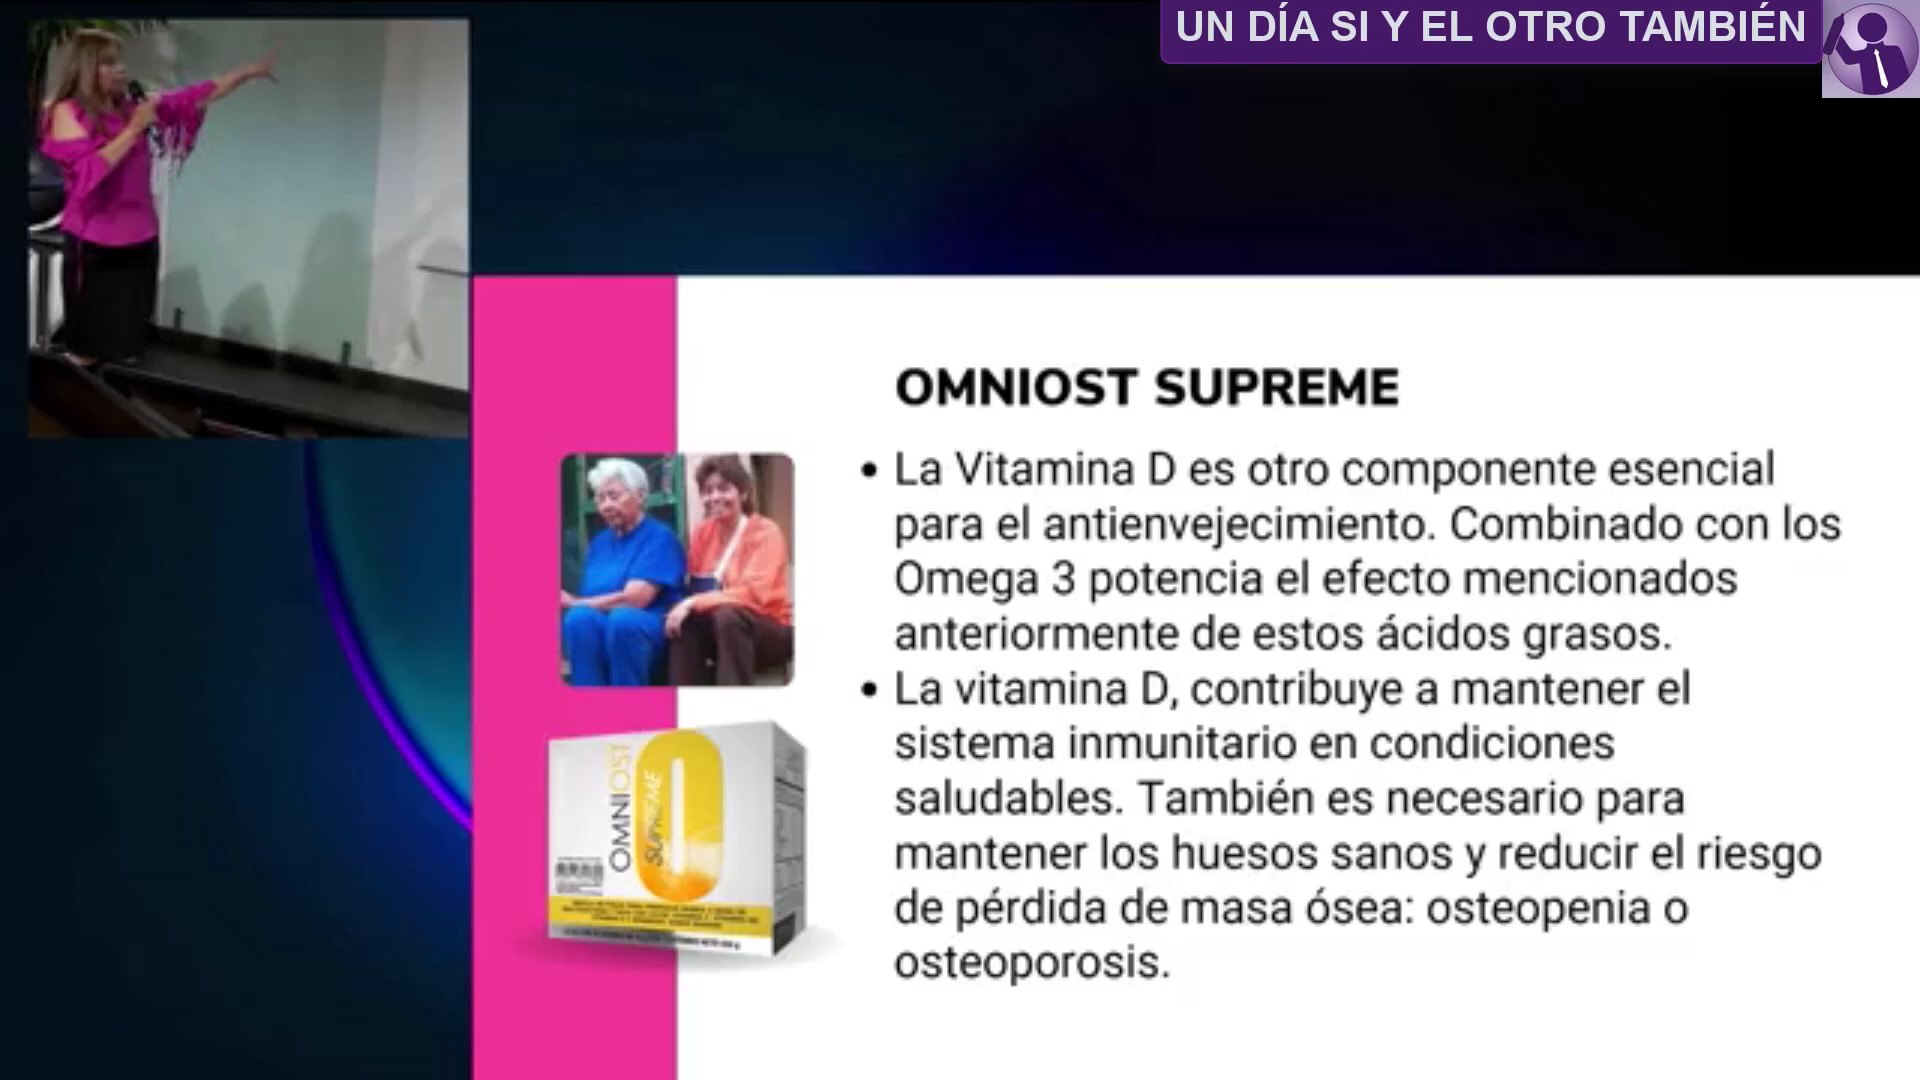 UN DÍA SI Y EL OTRO TAMBIÉN
OMNIOST SUPREME
• La Vitamina D es otro componente esencial
para el antienvejecimiento. Combinado con los
Omega 3 potencia el efecto mencionados
anteriormente de estos ácidos grasos.
• La vitamina D, contribuye a mantener el
sistema inmunitario en condiciones
saludables. También es necesario para
mantener los huesos sanos y reducir el riesgo
de pérdida de masa ósea: osteopenia o
osteoporosis.
OMNIOST
SUPREME